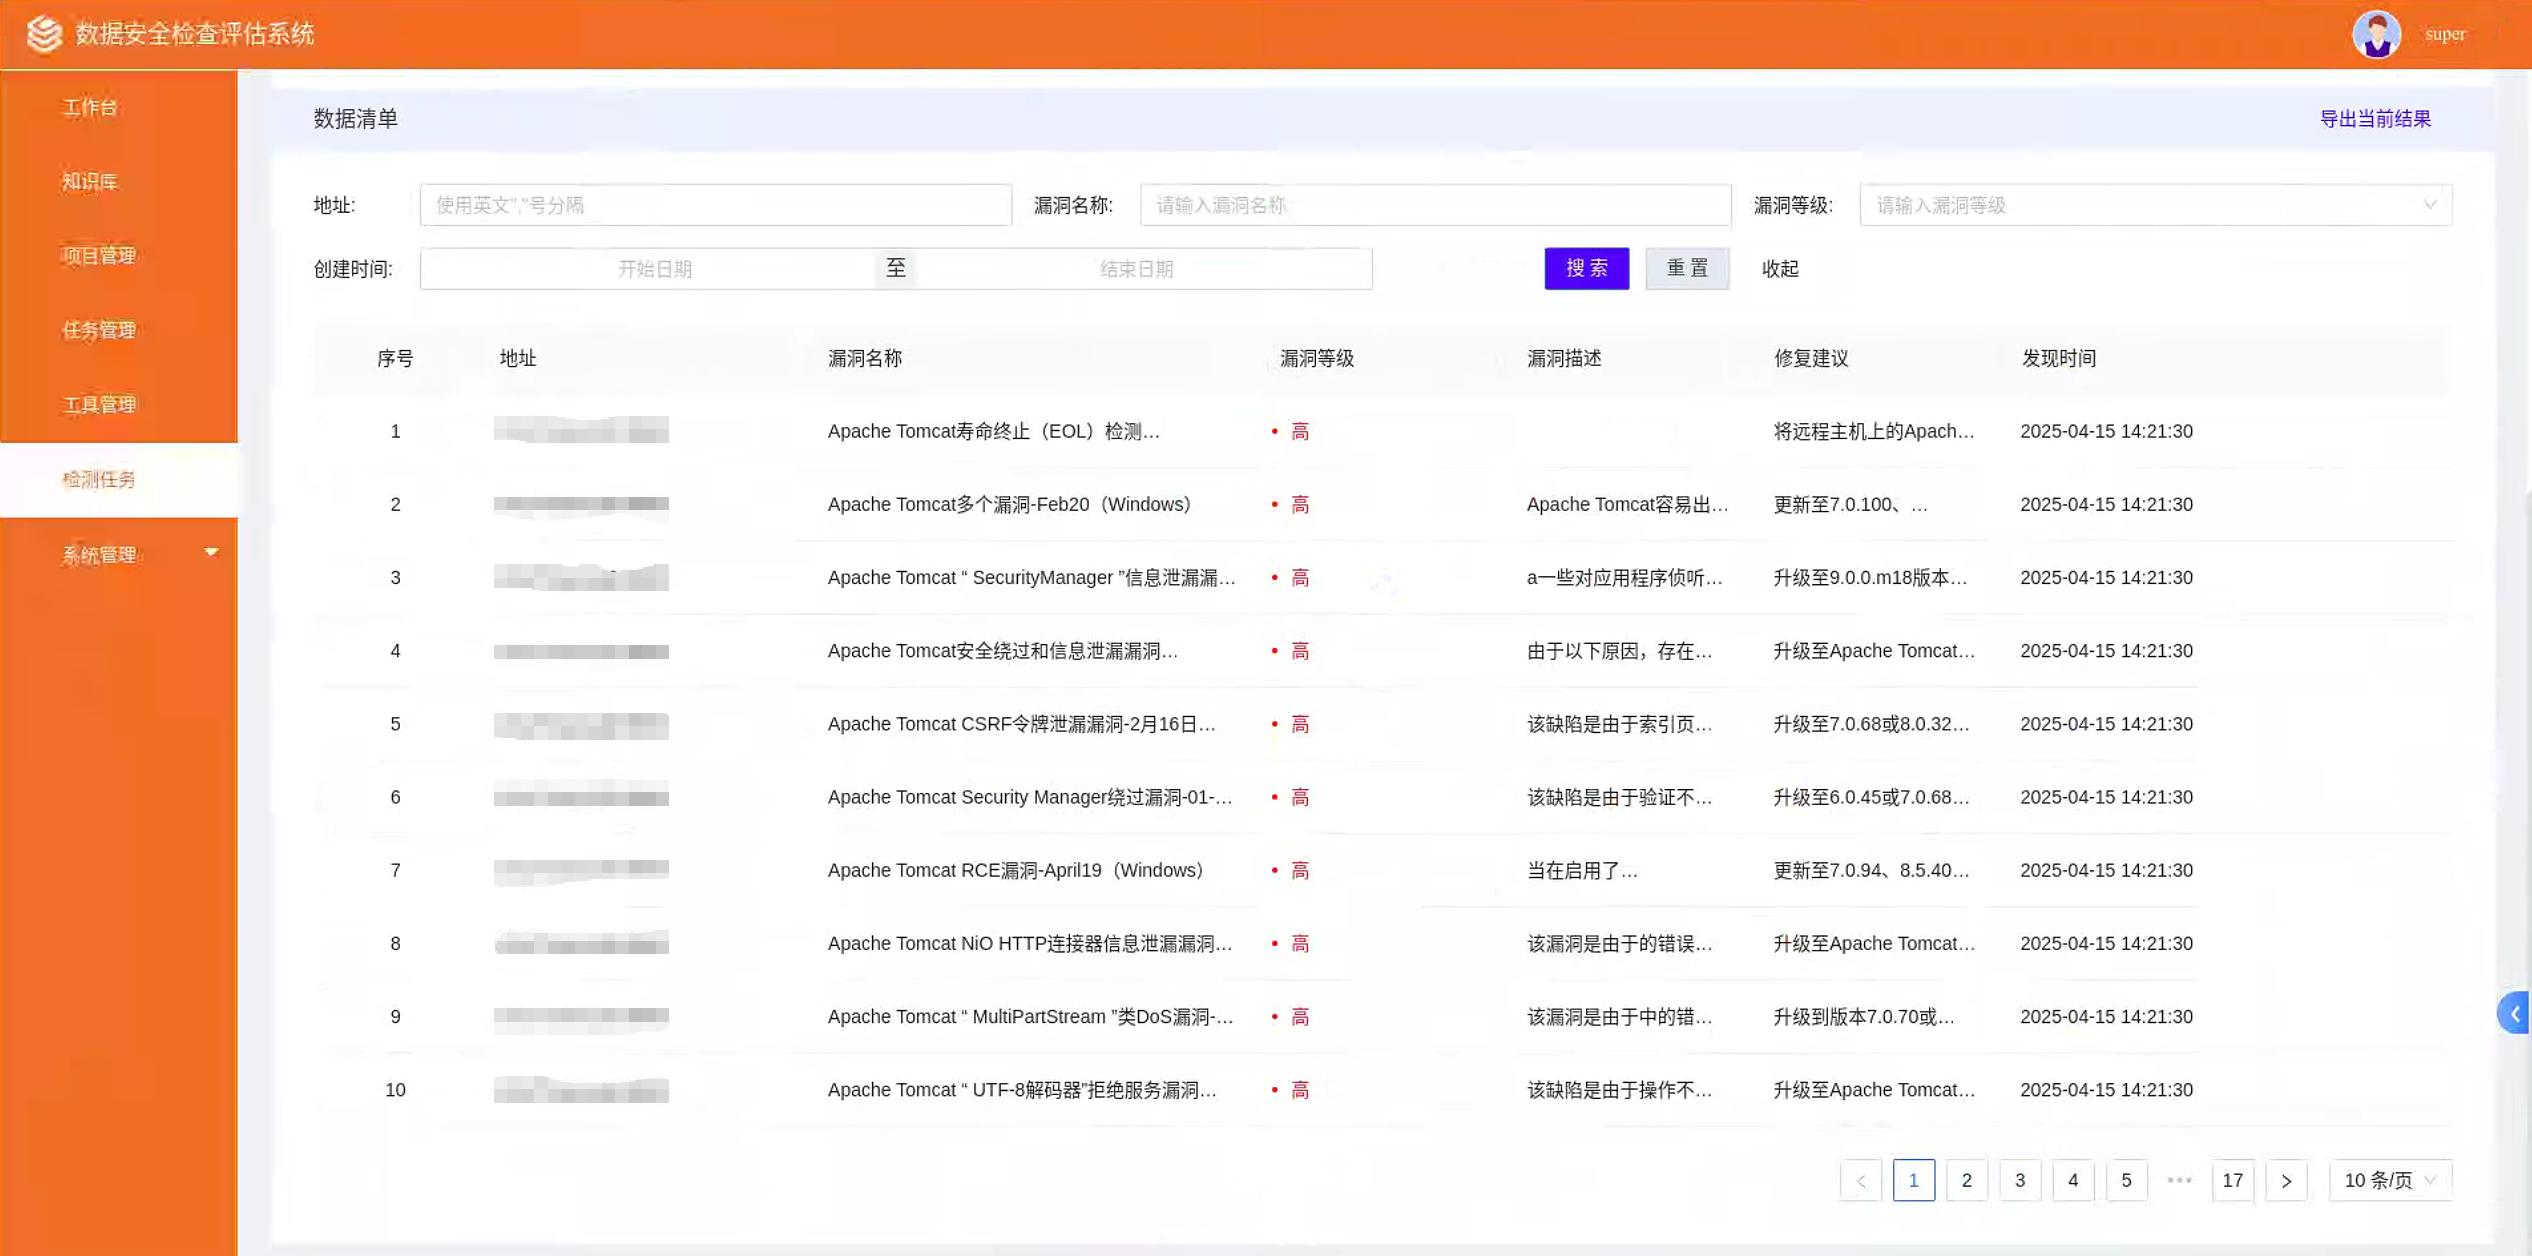 数据安全检查评估系统
super
工作台
知识库
项目管理
任务管理
工具管理
检测任务
系统管理
数据清单
导出当前结果
地址: 使用英文","号分隔 漏洞名称: 请输入漏洞名称 漏洞等级: 请输入漏洞等级
创建时间: 开始日期 至 结束日期 搜 索 重 置 收起
序号 地址 漏洞名称 漏洞等级 漏洞描述 修复建议 发现时间
1 Apache Tomcat寿命终止（EOL）检测… 高 将远程主机上的Apach… 2025-04-15 14:21:30
2 Apache Tomcat多个漏洞-Feb20（Windows） 高 Apache Tomcat容易出… 更新至7.0.100、… 2025-04-15 14:21:30
3 Apache Tomcat “ SecurityManager ”信息泄漏漏… 高 a一些对应用程序侦听… 升级至9.0.0.m18版本… 2025-04-15 14:21:30
4 Apache Tomcat安全绕过和信息泄漏漏洞… 高 由于以下原因，存在… 升级至Apache Tomcat… 2025-04-15 14:21:30
5 Apache Tomcat CSRF令牌泄漏漏洞-2月16日… 高 该缺陷是由于索引页… 升级至7.0.68或8.0.32… 2025-04-15 14:21:30
6 Apache Tomcat Security Manager绕过漏洞-01-… 高 该缺陷是由于验证不… 升级至6.0.45或7.0.68… 2025-04-15 14:21:30
7 Apache Tomcat RCE漏洞-April19（Windows） 高 当在启用了… 更新至7.0.94、8.5.40… 2025-04-15 14:21:30
8 Apache Tomcat NiO HTTP连接器信息泄漏漏洞… 高 该漏洞是由于的错误… 升级至Apache Tomcat… 2025-04-15 14:21:30
9 Apache Tomcat “ MultiPartStream ”类DoS漏洞-… 高 该漏洞是由于中的错… 升级到版本7.0.70或… 2025-04-15 14:21:30
10 Apache Tomcat “ UTF-8解码器”拒绝服务漏洞… 高 该缺陷是由于操作不… 升级至Apache Tomcat… 2025-04-15 14:21:30
< 1 2 3 4 5 ••• 17 > 10 条/页